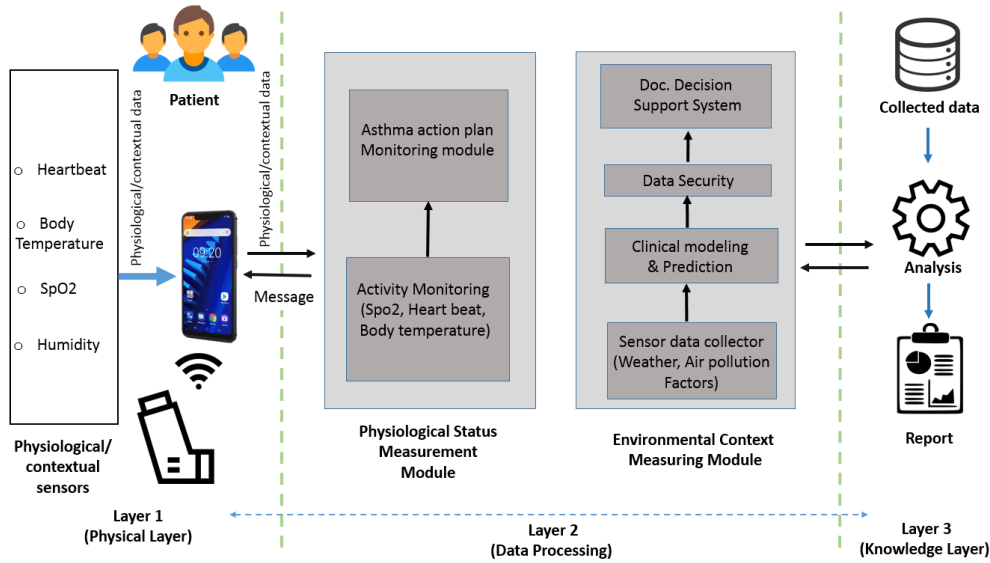 Patient
Heartbeat
Body
Temperature
SpO2
Humidity
Physiological/
contextual
sensors
Physiological/contextual data
Physiological/contextual data
09:20
Message
Layer 1
(Physical Layer)
Asthma action plan
Monitoring module
Activity Monitoring
(Spo2, Heart beat,
Body temperature)
Physiological Status
Measurement
Module
Doc. Decision
Support System
Data Security
Clinical modeling
& Prediction
Sensor data collector
(Weather, Air pollution
Factors)
Environmental Context
Measuring Module
Layer 2
(Data Processing)
Collected data
Analysis
Report
Layer 3
(Knowledge Layer)